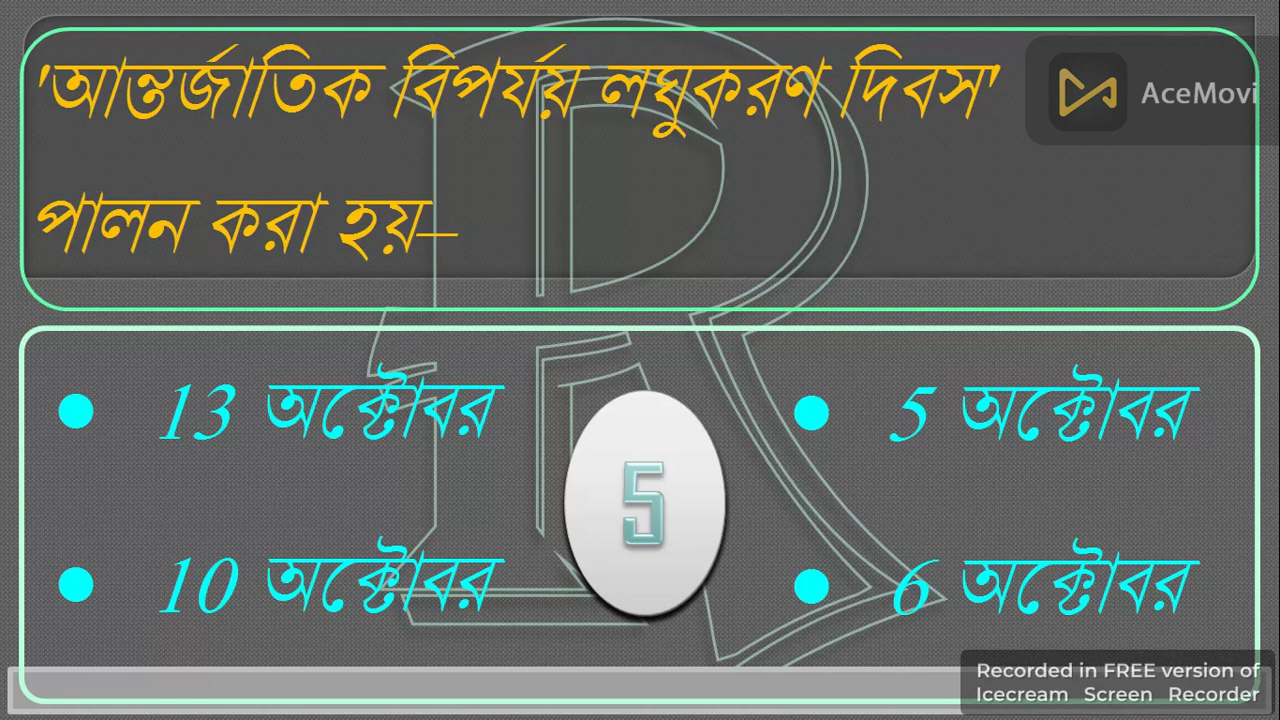 'আন্তর্জাতিক বিপর্যয় লঘুকরণ দিবস'
AceMovi
পালন করা হয়–
● 13 অক্টোবর
● 5 অক্টোবর
5
● 10 অক্টোবর
● 6 অক্টোবর
Recorded in FREE version of
Icecream Screen Recorder